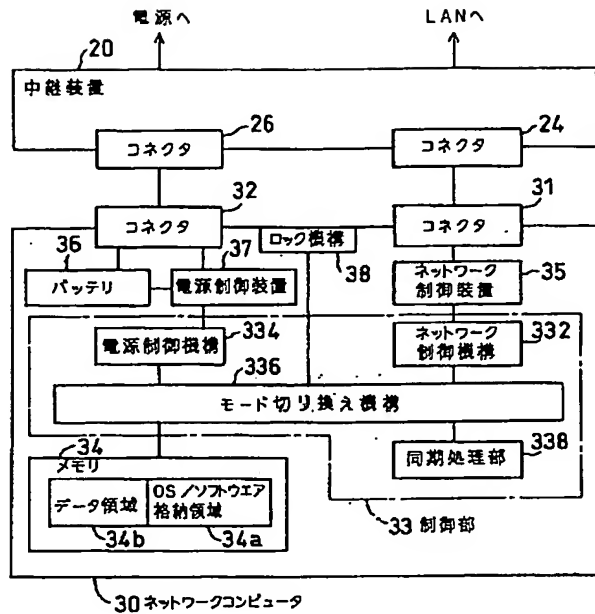 電源へ LANへ
20
中継装置
26 24
コネクタ コネクタ
32 31
コネクタ コネクタ
36 37 ロック機構
38
バッテリ 電源制御装置 ネットワーク
制御装置 35
電源制御機構 334 ネットワーク
制御機構 332
336
モード切り換え機構
34
メモリ
同期処理部 338
データ領域 OS/ソフトウエア
格納領域
34b 34a
33 制御部
30 ネットワークコンピュータ